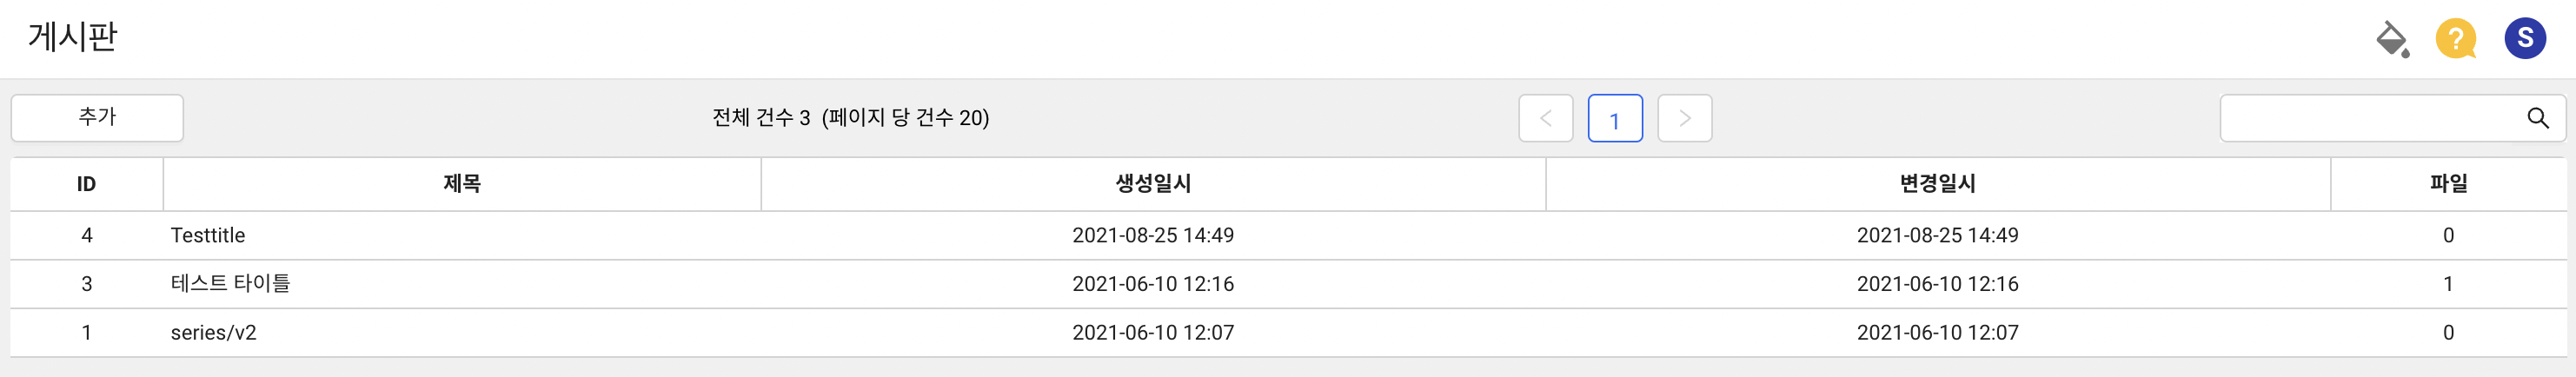 게시판
? S
추가 전체 건수 3 (페이지 당 건수 20) < 1 >
ID 제목 생성일시 변경일시 파일
4 Testtitle 2021-08-25 14:49 2021-08-25 14:49 0
3 테스트 타이틀 2021-06-10 12:16 2021-06-10 12:16 1
1 series/v2 2021-06-10 12:07 2021-06-10 12:07 0